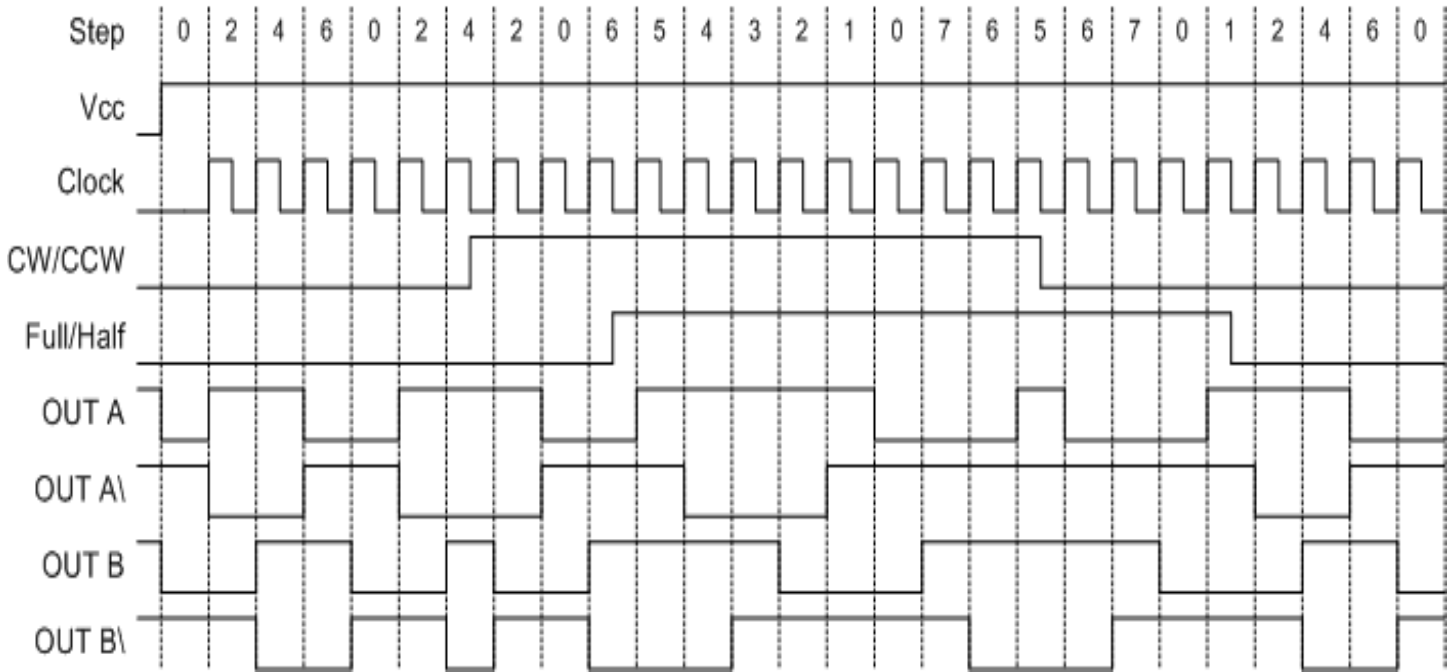 Step 0 2 4 6 0 2 4 2 0 6 5 4 3 2 1 0 7 6 5 6 7 0 1 2 4 6 0
Vcc
Clock
CW/CCW
Full/Half
OUT A
OUT A\
OUT B
OUT B\